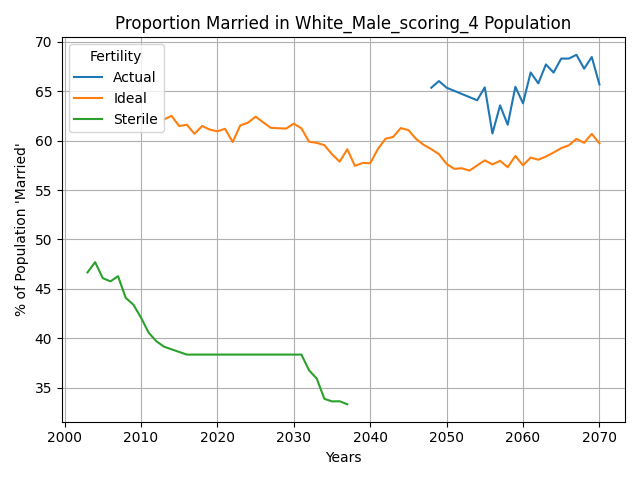 Proportion Married in White_Male_scoring_4 Population
% of Population 'Married'
70
65
60
55
50
45
40
35
Fertility
Actual
Ideal
Sterile
2000 2010 2020 2030 2040 2050 2060 2070
Years